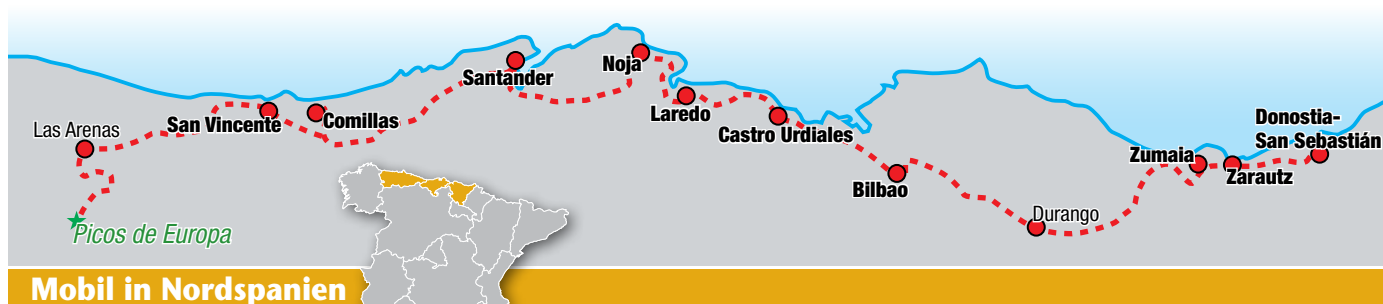 Las Arenas
Picos de Europa
San Vincente
Comillas
Santander
Noja
Laredo
Castro Urdiales
Bilbao
Durango
Zumaia
Zarautz
Donostia-
San Sebastián
Mobil in Nordspanien